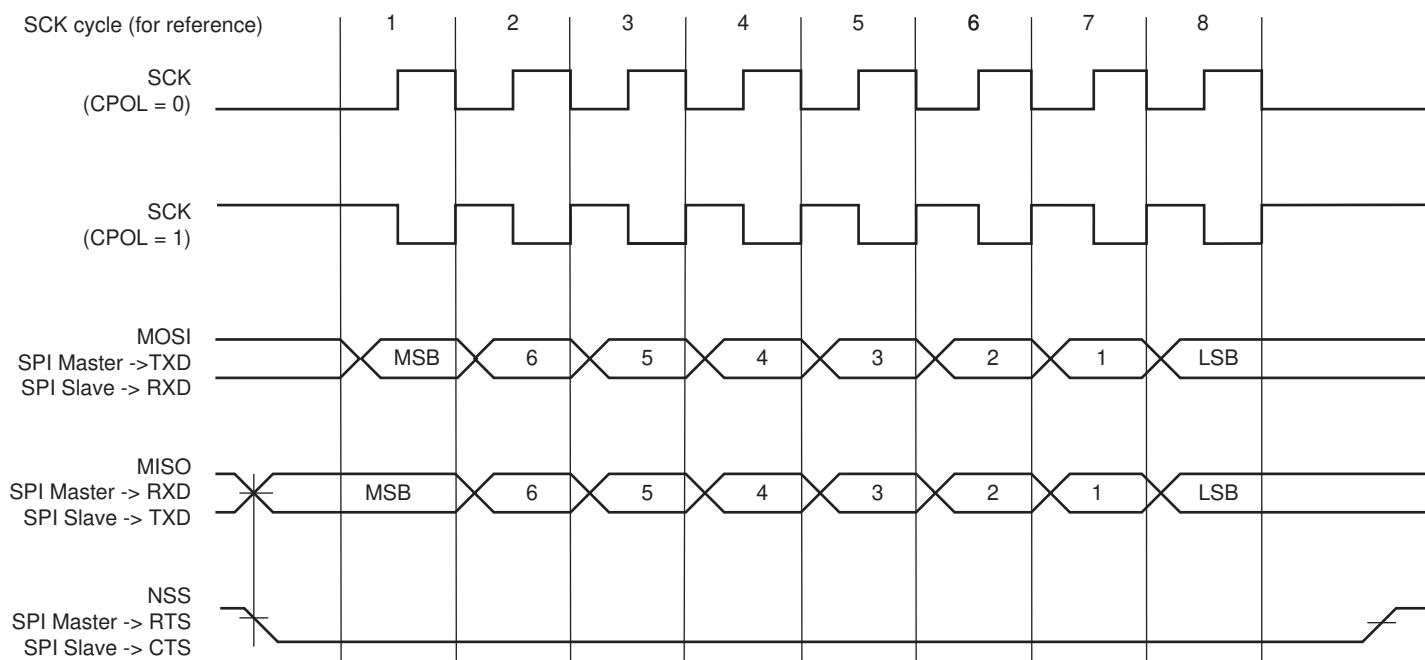 SCK cycle (for reference) 1 2 3 4 5 6 7 8
SCK
(CPOL = 0)
SCK
(CPOL = 1)
MOSI
SPI Master ->TXD
SPI Slave -> RXD
MSB 6 5 4 3 2 1 LSB
MISO
SPI Master -> RXD
SPI Slave -> TXD
MSB 6 5 4 3 2 1 LSB
NSS
SPI Master -> RTS
SPI Slave -> CTS